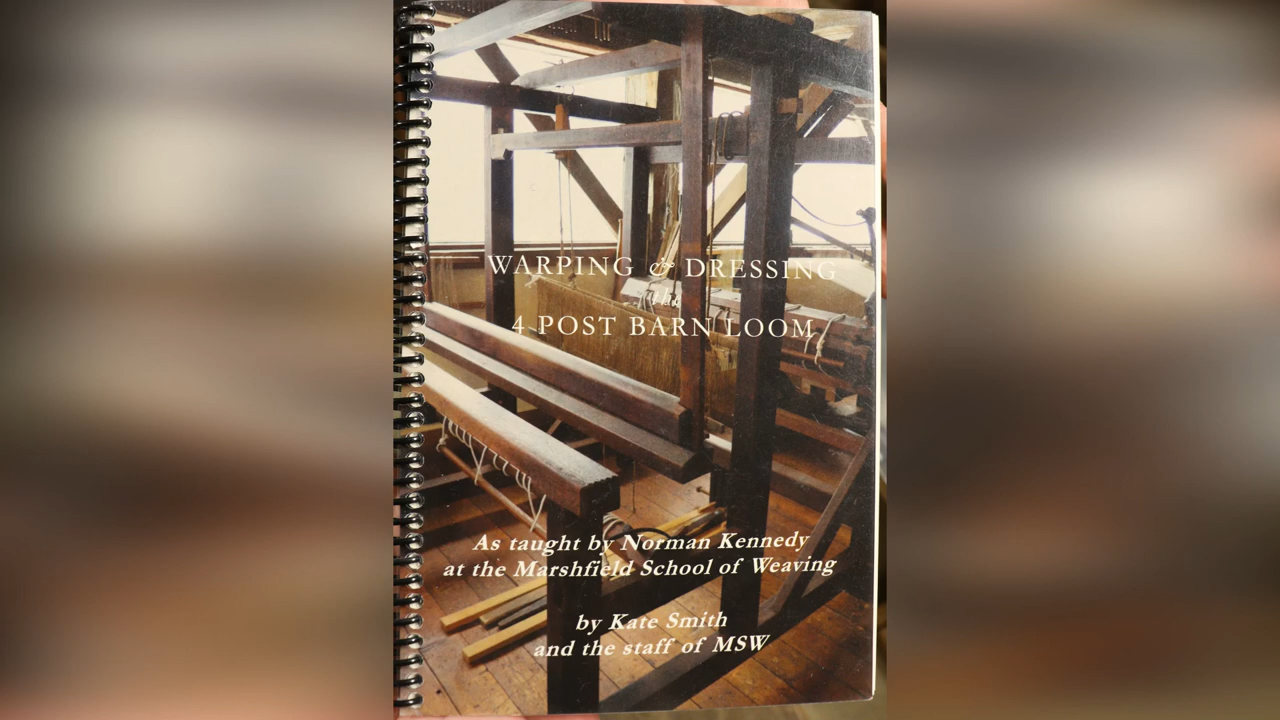 WARPING & DRESSING
the
4 POST BARN LOOM
As taught by Norman Kennedy
at the Marshfield School of Weaving
by Kate Smith
and the staff of MSW